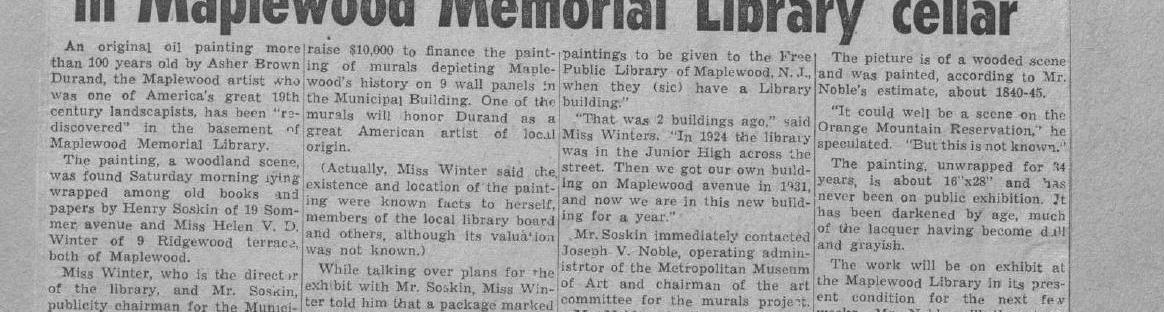 in Maplewood Memorial Library cellar
An original oil painting more
than 100 years old by Asher Brown
Durand, the Maplewood artist who
was one of America's great 19th
century landscapists, has been "re-
discovered" in the basement of
Maplewood Memorial Library.
The painting, a woodland scene,
was found Saturday morning lying
wrapped among old books and
papers by Henry Soskin of 19 Som-
mer avenue and Miss Helen V. D.
Winter of 9 Ridgewood terrace,
both of Maplewood.
Miss Winter, who is the director
of the library, and Mr. Soskin,
publicity chairman for the Munici-
raise $10,000 to finance the paint-
ing of murals depicting Maple-
wood's history on 9 wall panels in
the Municipal Building. One of the
murals will honor Durand as a
great American artist of local
origin.
(Actually, Miss Winter said the
existence and location of the paint-
ing were known facts to herself,
members of the local library board
and others, although its valuation
was not known.)
While talking over plans for the
exhibit with Mr. Soskin, Miss Win-
ter told him that a package marked
paintings to be given to the Free
Public Library of Maplewood, N. J.,
when they (sic) have a Library
building."
"That was 2 buildings ago," said
Miss Winters. "In 1924 the library
was in the Junior High across the
street. Then we got our own build-
ing on Maplewood avenue in 1931,
and now we are in this new build-
ing for a year."
Mr. Soskin immediately contacted
Joseph V. Noble, operating admin-
istrtor of the Metropolitan Museum
of Art and chairman of the art
committee for the murals project.
The picture is of a wooded scene
and was painted, according to Mr.
Noble's estimate, about 1840-45.
"It could well be a scene on the
Orange Mountain Reservation," he
speculated. "But this is not known."
The painting, unwrapped for 34
years, is about 16"x28" and has
never been on public exhibition. It
has been darkened by age, much
of the lacquer having become dull
and grayish.
The work will be on exhibit at
the Maplewood Library in its pres-
ent condition for the next few